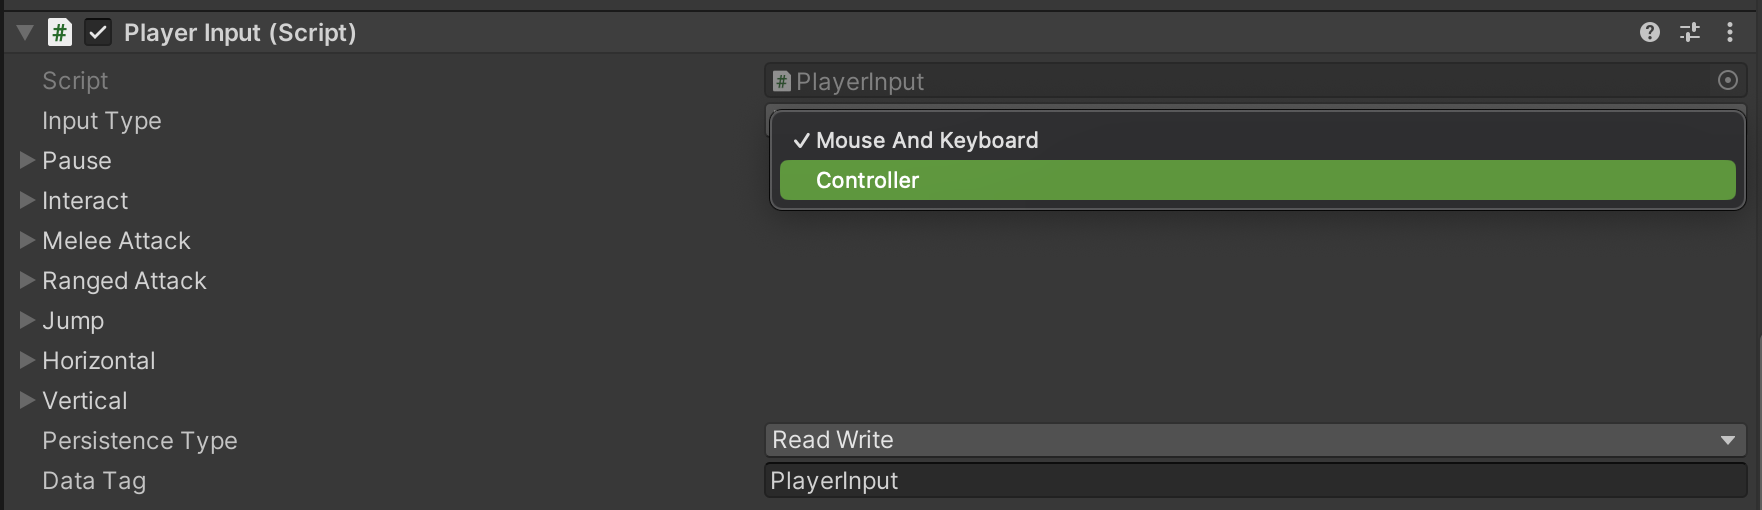 Player Input (Script)
Script
PlayerInput
Input Type
Mouse And Keyboard
Controller
Pause
Interact
Melee Attack
Ranged Attack
Jump
Horizontal
Vertical
Persistence Type
Read Write
Data Tag
PlayerInput